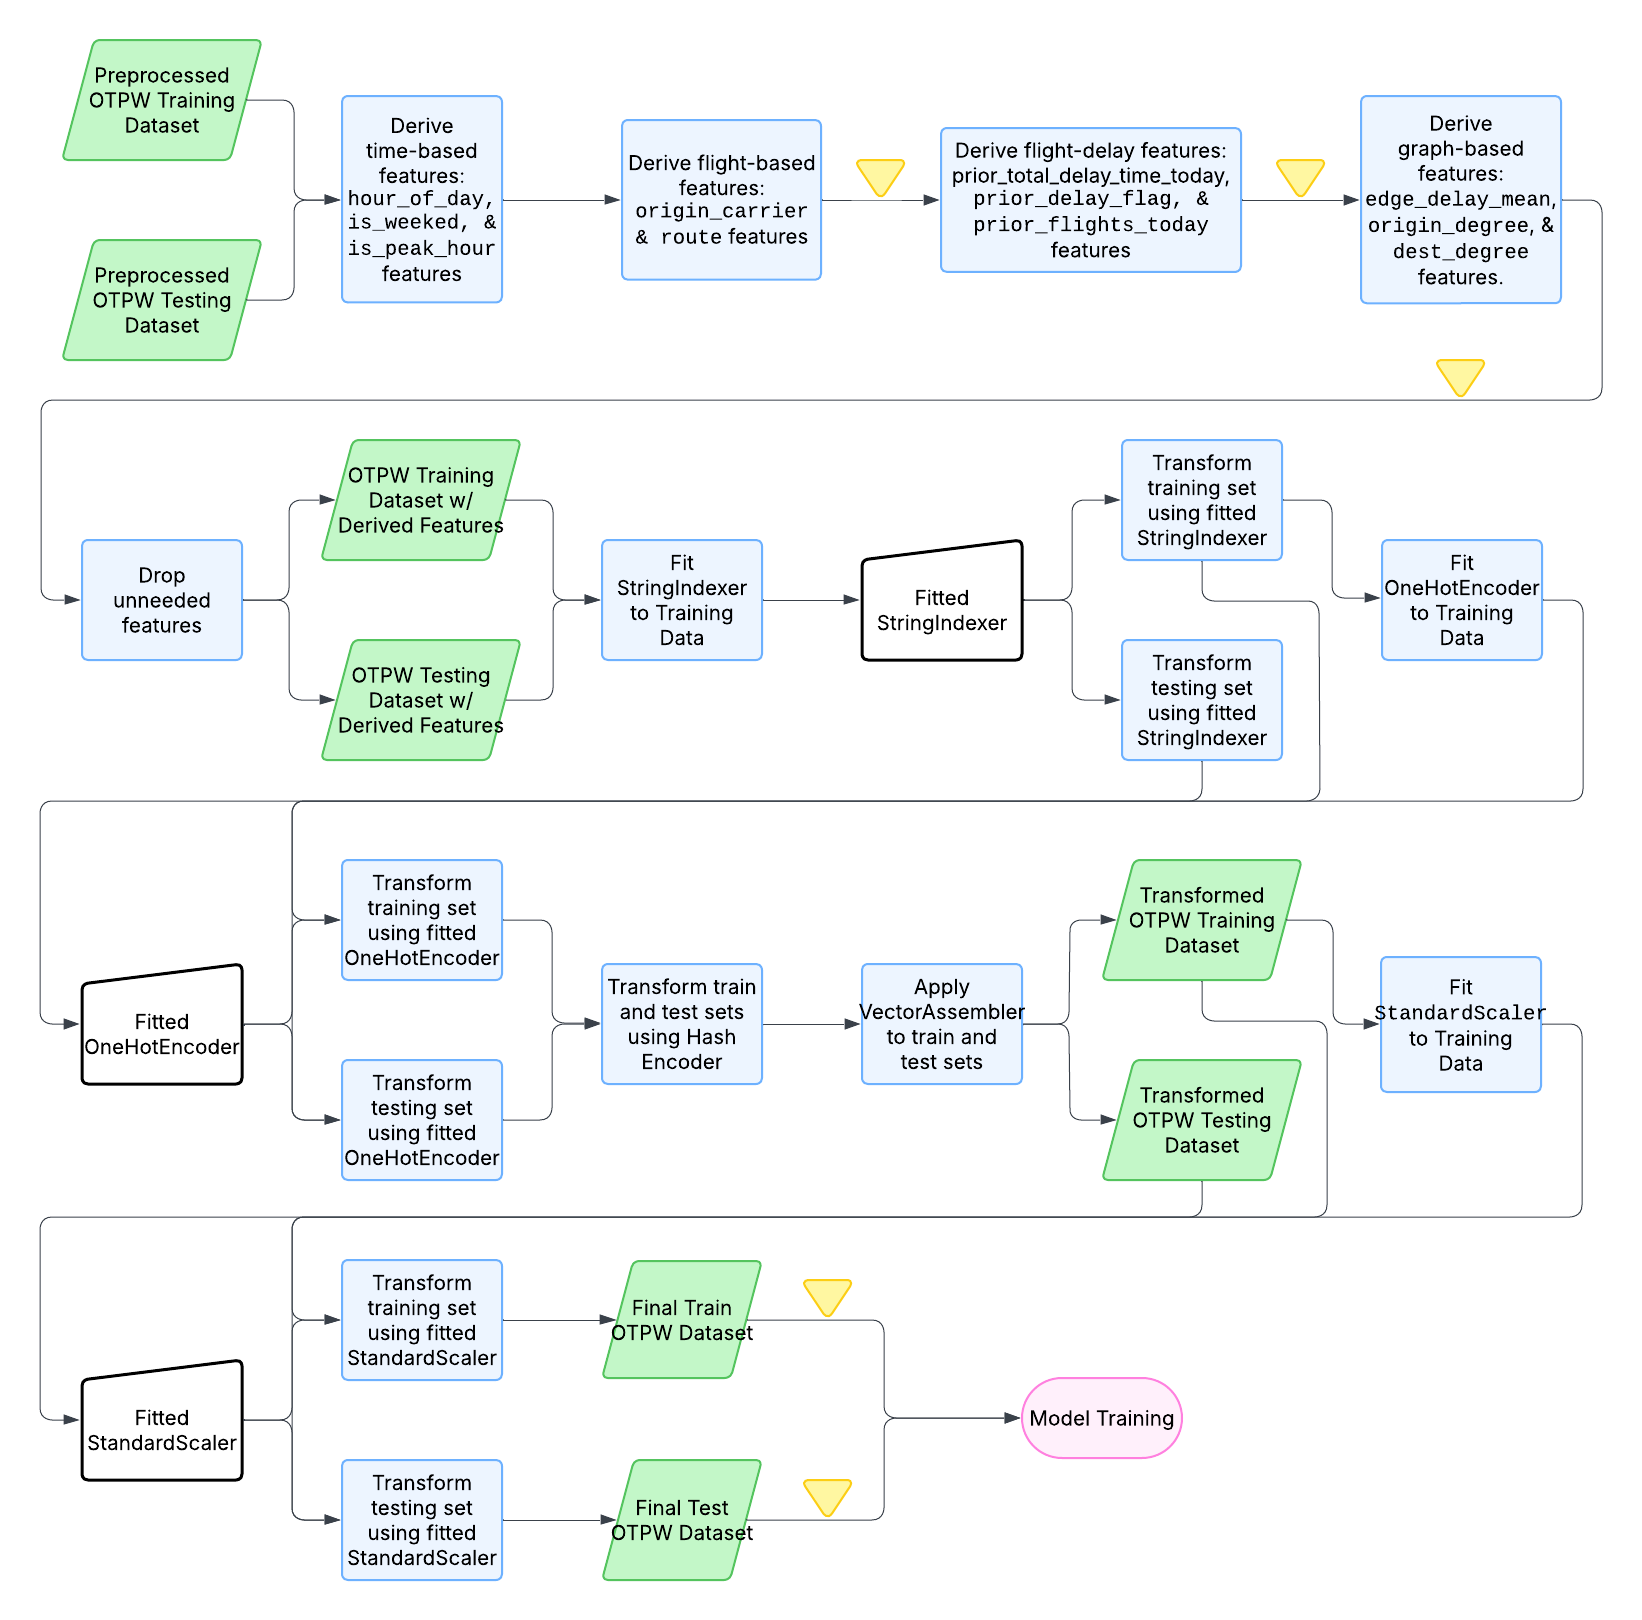 Preprocessed
OTPW Training
Dataset
Preprocessed
OTPW Testing
Dataset
Derive
time-based
features:
hour_of_day,
is_weeked, &
is_peak_hour
features
Derive flight-based
features:
origin_carrier
& route features
Derive flight-delay features:
prior_total_delay_time_today,
prior_delay_flag, &
prior_flights_today
features
Derive
graph-based
features:
edge_delay_mean,
origin_degree, &
dest_degree
features.
Drop
unneeded
features
OTPW Training
Dataset w/
Derived Features
OTPW Testing
Dataset w/
Derived Features
Fit
StringIndexer
to Training
Data
Fitted
StringIndexer
Transform
training set
using fitted
StringIndexer
Transform
testing set
using fitted
StringIndexer
Fit
OneHotEncoder
to Training
Data
Fitted
OneHotEncoder
Transform
training set
using fitted
OneHotEncoder
Transform
testing set
using fitted
OneHotEncoder
Transform train
and test sets
using Hash
Encoder
Apply
VectorAssembler
to train and
test sets
Transformed
OTPW Training
Dataset
Transformed
OTPW Testing
Dataset
Fit
StandardScaler
to Training
Data
Fitted
StandardScaler
Transform
training set
using fitted
StandardScaler
Transform
testing set
using fitted
StandardScaler
Final Train
OTPW Dataset
Final Test
OTPW Dataset
Model Training